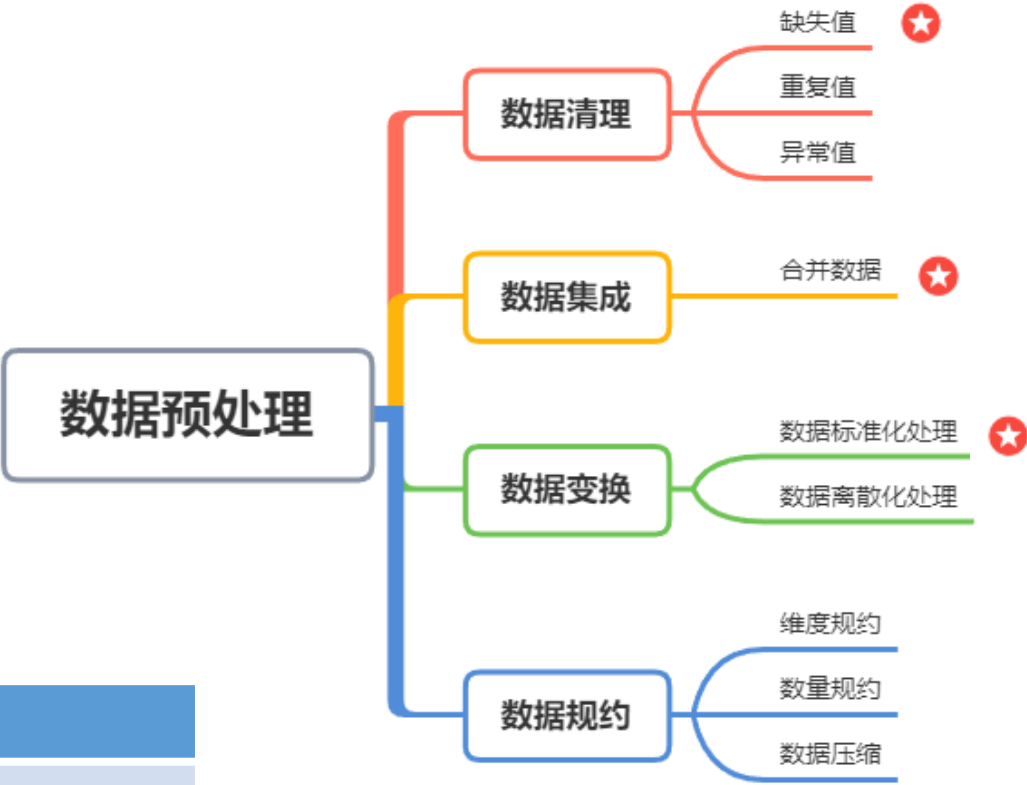 数据预处理
数据清理
缺失值
重复值
异常值
数据集成
合并数据
数据变换
数据标准化处理
数据离散化处理
数据规约
维度规约
数量规约
数据压缩